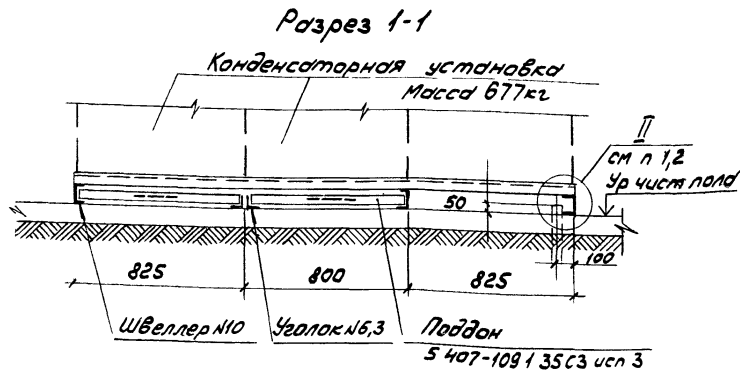 Разрез 1-1
Конденсаторная установка
Масса 677кг
II
см п 1,2
Ур чист пола
50
100
825
800
825
Швеллер №10
Уголок №6,3
Поддон
5 407-109 1 35 СЗ исп 3